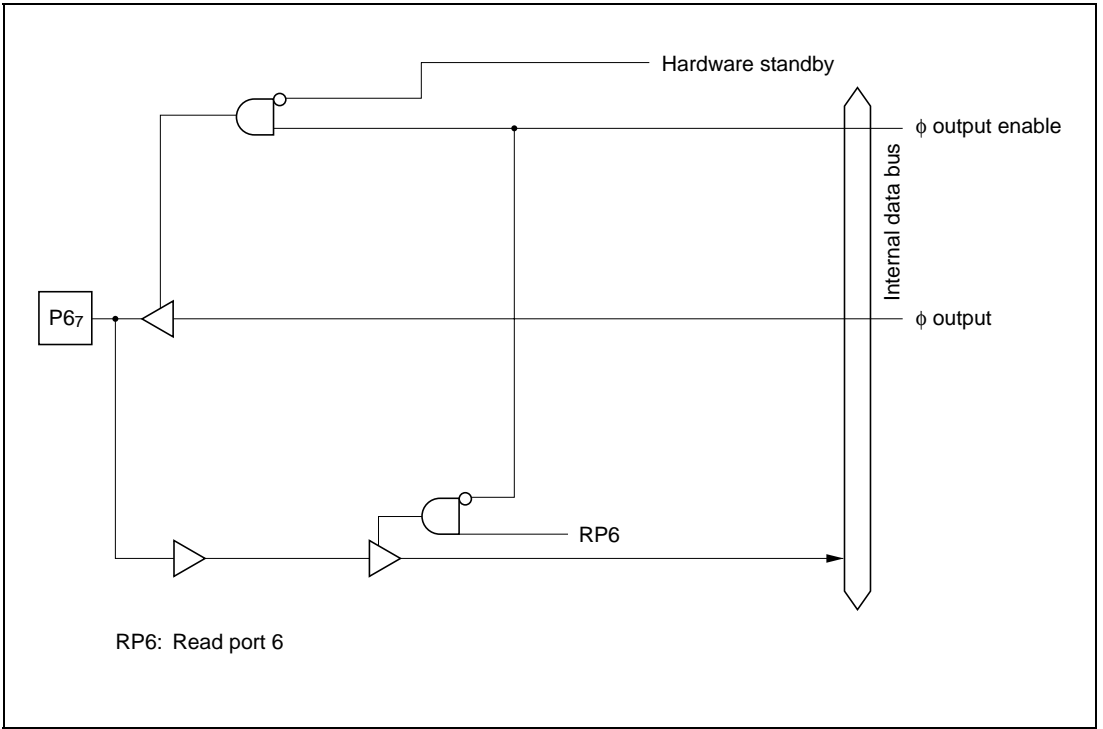 Hardware standby
ϕ output enable
Internal data bus
P67
ϕ output
RP6
RP6: Read port 6